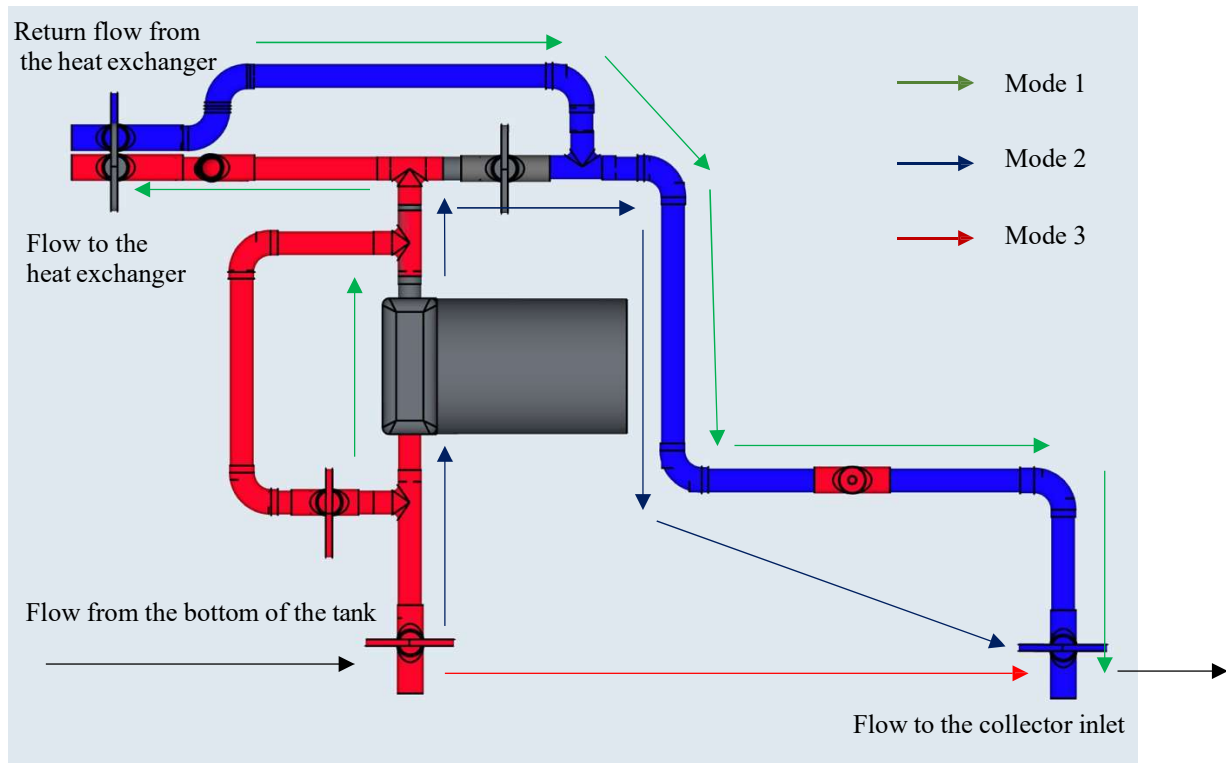 Return flow from
the heat exchanger
Mode 1
Mode 2
Mode 3
Flow to the
heat exchanger
Flow from the bottom of the tank
Flow to the collector inlet